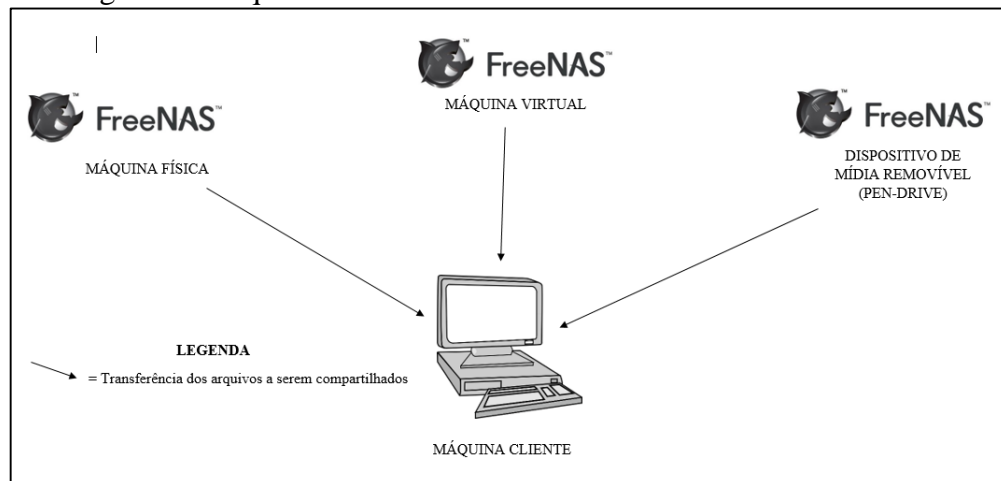 FreeNAS™
MÁQUINA VIRTUAL
FreeNAS™
MÁQUINA FÍSICA
FreeNAS™
DISPOSITIVO DE
MÍDIA REMOVÍVEL
(PEN-DRIVE)
LEGENDA
= Transferência dos arquivos a serem compartilhados
MÁQUINA CLIENTE